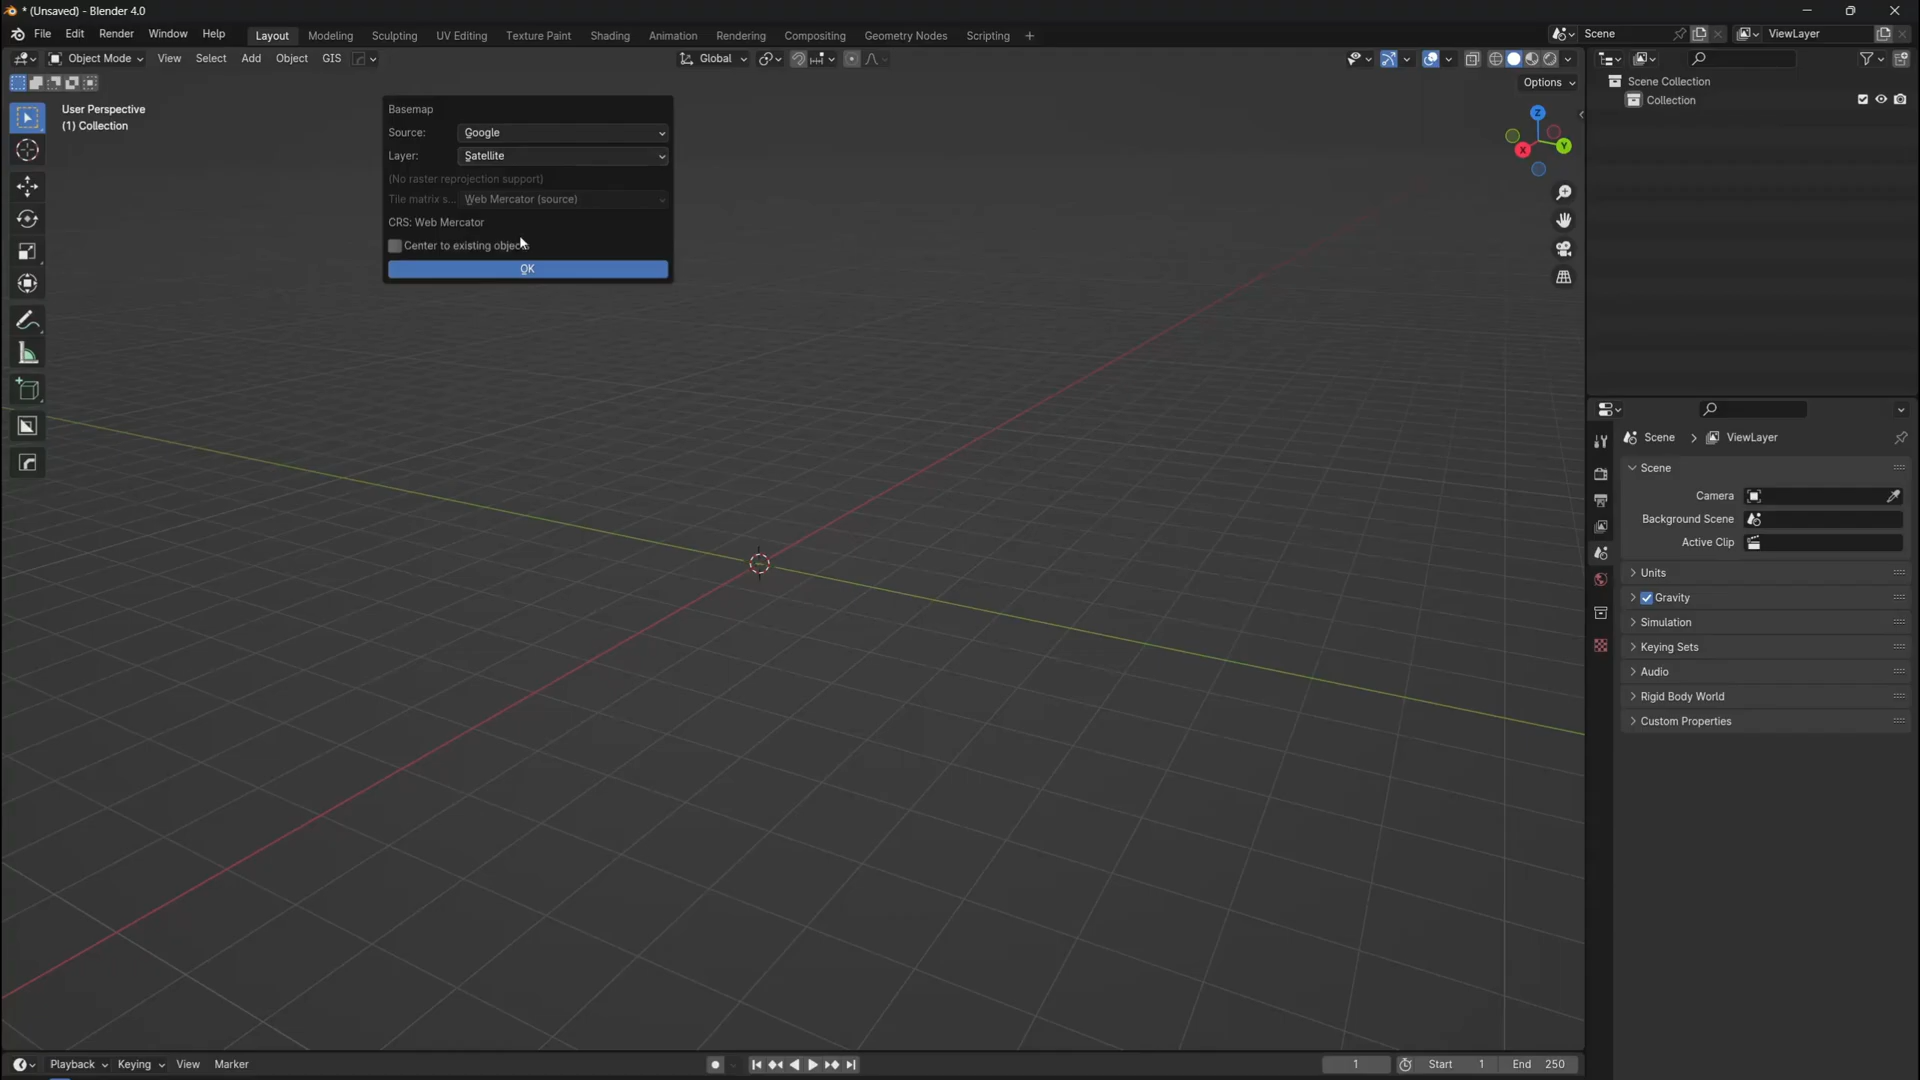 * (Unsaved) - Blender 4.0
File Edit Render Window Help Layout Modeling Sculpting UV Editing Texture Paint Shading Animation Rendering Compositing Geometry Nodes Scripting + Scene ViewLayer
Object Mode View Select Add Object GIS Global
Options
User Perspective
(1) Collection
Basemap
Source: Google
Layer: Satellite
(No raster reprojection support)
Tile matrix s... Web Mercator (source)
CRS: Web Mercator
Center to existing objects
OK
Z
Y
X
Scene Collection
Collection
Scene > ViewLayer
Scene
Camera
Background Scene
Active Clip
Units
Gravity
Simulation
Keying Sets
Audio
Rigid Body World
Custom Properties
Playback Keying View Marker 1 Start 1 End 250